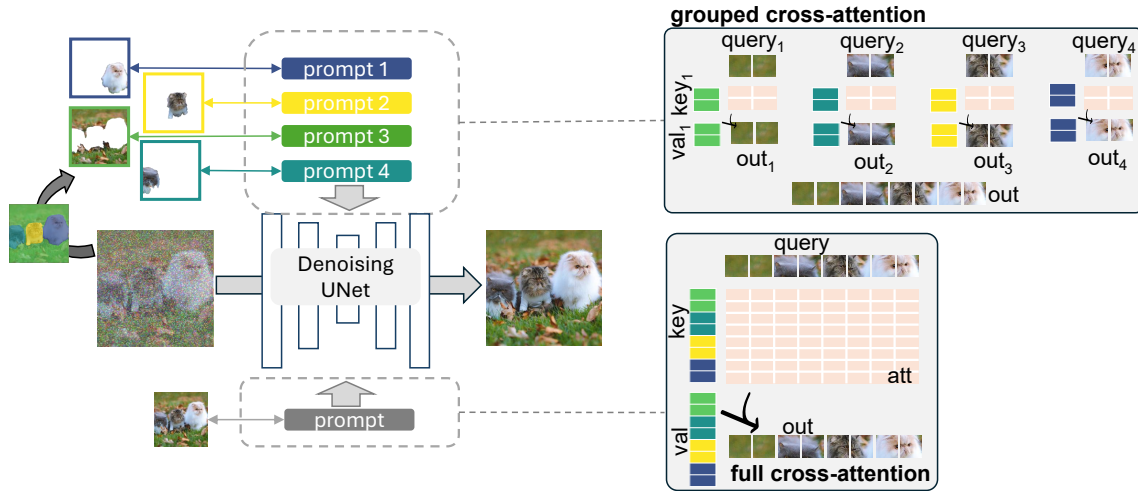 prompt 1
prompt 2
prompt 3
prompt 4
Denoising
UNet
prompt
grouped cross-attention
query₁ query₂ query₃ query₄
key₁
val₁
out₁ out₂ out₃ out₄
out
query
key
att
val
out
full cross-attention